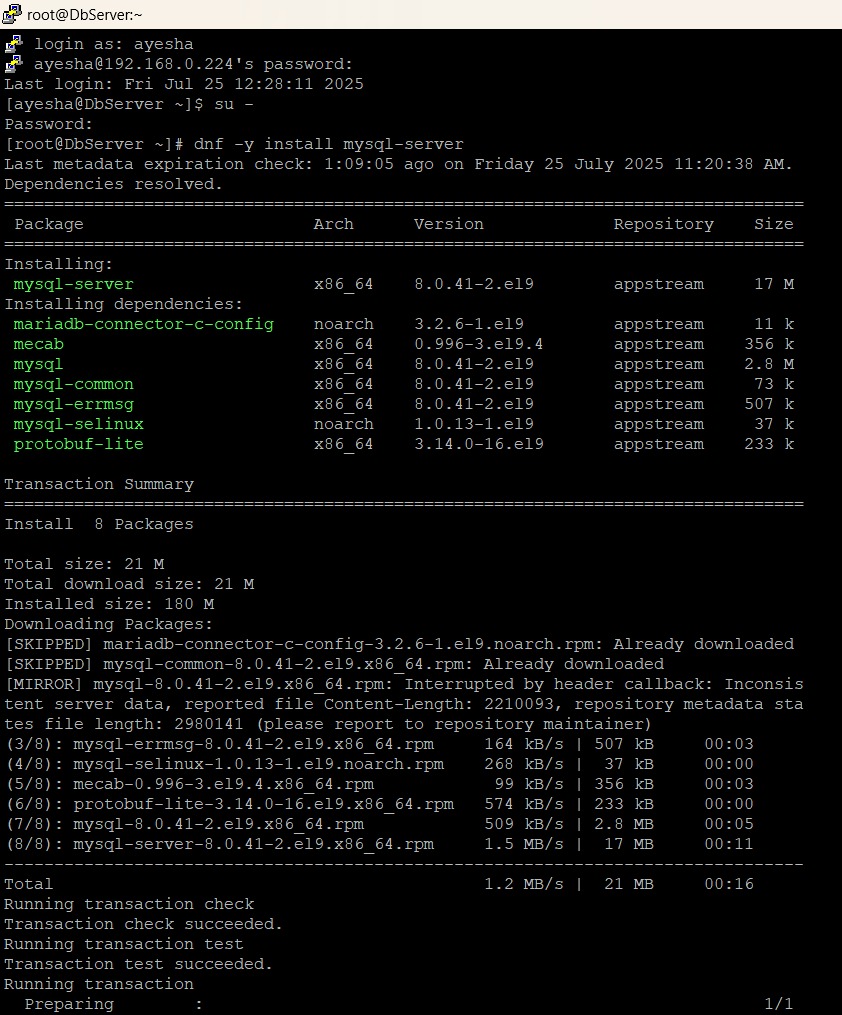 root@DbServer:~
login as: ayesha
ayesha@192.168.0.224's password:
Last login: Fri Jul 25 12:28:11 2025
[ayesha@DbServer ~]$ su -
Password:
[root@DbServer ~]# dnf -y install mysql-server
Last metadata expiration check: 1:09:05 ago on Friday 25 July 2025 11:20:38 AM.
Dependencies resolved.
================================================================================
 Package                      Arch      Version             Repository    Size
================================================================================
Installing:
 mysql-server                 x86_64    8.0.41-2.el9        appstream     17 M
Installing dependencies:
 mariadb-connector-c-config   noarch    3.2.6-1.el9         appstream     11 k
 mecab                        x86_64    0.996-3.el9.4       appstream    356 k
 mysql                        x86_64    8.0.41-2.el9        appstream    2.8 M
 mysql-common                 x86_64    8.0.41-2.el9        appstream     73 k
 mysql-errmsg                 x86_64    8.0.41-2.el9        appstream    507 k
 mysql-selinux                noarch    1.0.13-1.el9        appstream     37 k
 protobuf-lite                x86_64    3.14.0-16.el9       appstream    233 k
Transaction Summary
================================================================================
Install  8 Packages
Total size: 21 M
Total download size: 21 M
Installed size: 180 M
Downloading Packages:
[SKIPPED] mariadb-connector-c-config-3.2.6-1.el9.noarch.rpm: Already downloaded
[SKIPPED] mysql-common-8.0.41-2.el9.x86_64.rpm: Already downloaded
[MIRROR] mysql-8.0.41-2.el9.x86_64.rpm: Interrupted by header callback: Inconsis
tent server data, reported file Content-Length: 2210093, repository metadata sta
tes file length: 2980141 (please report to repository maintainer)
(3/8): mysql-errmsg-8.0.41-2.el9.x86_64.rpm     164 kB/s | 507 kB     00:03
(4/8): mysql-selinux-1.0.13-1.el9.noarch.rpm    268 kB/s |  37 kB     00:00
(5/8): mecab-0.996-3.el9.4.x86_64.rpm            99 kB/s | 356 kB     00:03
(6/8): protobuf-lite-3.14.0-16.el9.x86_64.rpm   574 kB/s | 233 kB     00:00
(7/8): mysql-8.0.41-2.el9.x86_64.rpm            509 kB/s | 2.8 MB     00:05
(8/8): mysql-server-8.0.41-2.el9.x86_64.rpm     1.5 MB/s |  17 MB     00:11
--------------------------------------------------------------------------------
Total                                           1.2 MB/s |  21 MB     00:16
Running transaction check
Transaction check succeeded.
Running transaction test
Transaction test succeeded.
Running transaction
  Preparing        :                                                        1/1